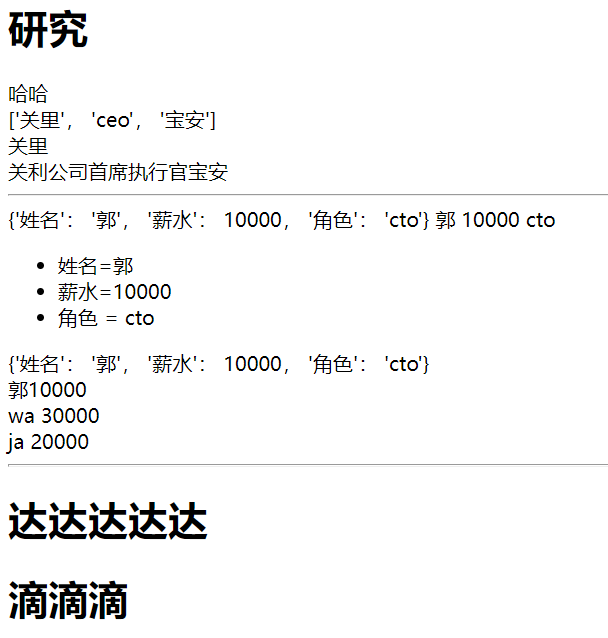 研究
哈哈
['关里', 'ceo', '宝安']
关里
关利公司首席执行官宝安
{'姓名': '郭', '薪水': 10000, '角色': 'cto'} 郭 10000 cto
姓名=郭
薪水=10000
角色 = cto
{'姓名': '郭', '薪水': 10000, '角色': 'cto'}
郭10000
wa 30000
ja 20000
达达达达达
滴滴滴